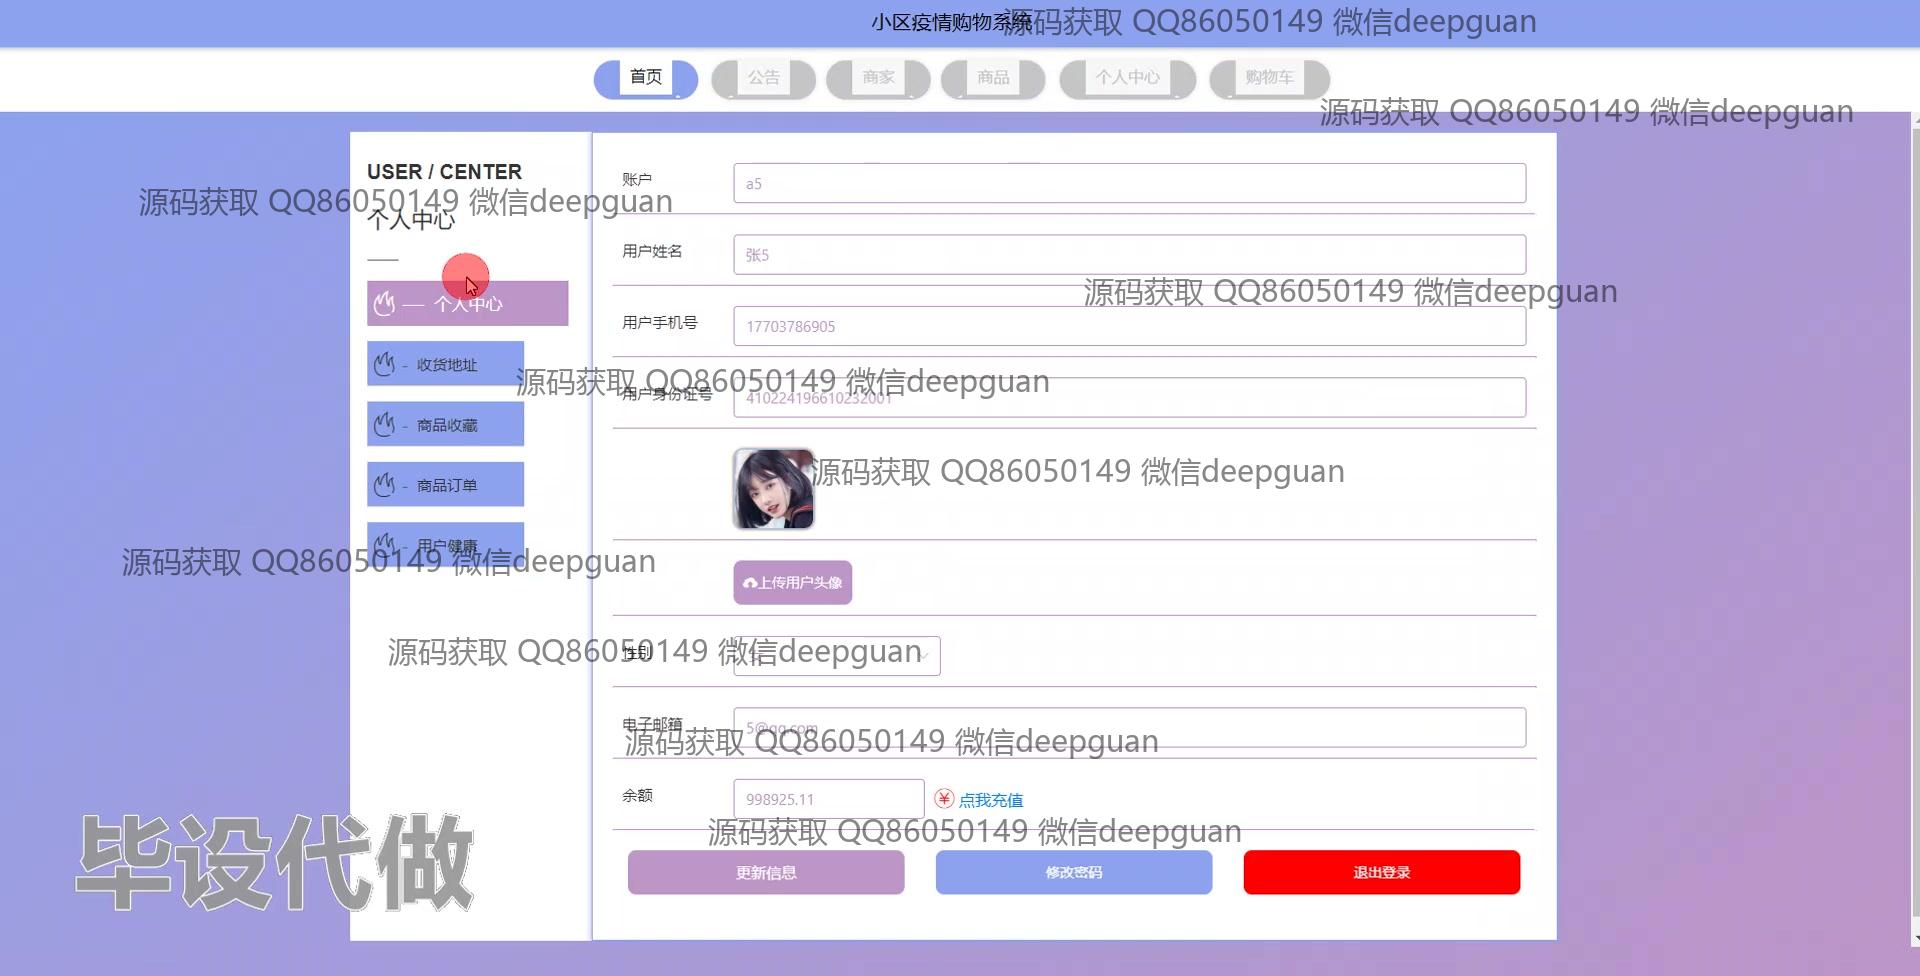 小区疫情购物系统
源码获取 QQ86050149 微信deepguan
首页
公告
商家
商品
个人中心
购物车
源码获取 QQ86050149 微信deepguan
USER / CENTER
源码获取 QQ86050149 微信deepguan
个人中心
个人中心
- 收货地址
- 商品收藏
- 商品订单
- 用户健康
账户
a5
用户姓名
张5
源码获取 QQ86050149 微信deepguan
用户手机号
17703786905
源码获取 QQ86050149 微信deepguan
用户身份证号
410224196610232001
源码获取 QQ86050149 微信deepguan
源码获取 QQ86050149 微信deepguan
上传用户头像
源码获取 QQ86050149 微信deepguan
性别
电子邮箱
5@qq.com
源码获取 QQ86050149 微信deepguan
余额
998925.11
¥ 点我充值
源码获取 QQ86050149 微信deepguan
更新信息
修改密码
退出登录
毕设代做